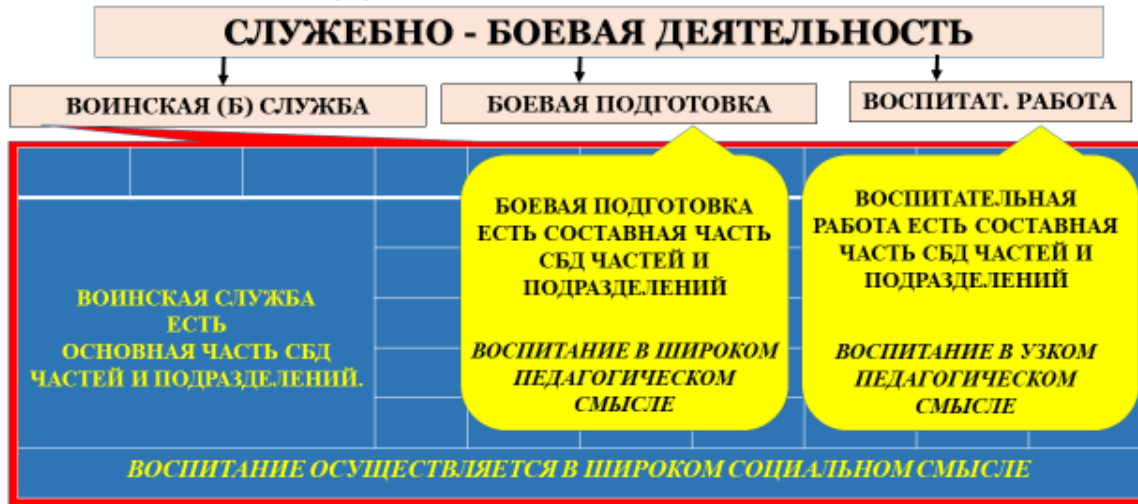 СЛУЖЕБНО - БОЕВАЯ ДЕЯТЕЛЬНОСТЬ
ВОИНСКАЯ (Б) СЛУЖБА
БОЕВАЯ ПОДГОТОВКА
ВОСПИТАТ. РАБОТА
ВОИНСКАЯ СЛУЖБА
ЕСТЬ
ОСНОВНАЯ ЧАСТЬ СБД
ЧАСТЕЙ И ПОДРАЗДЕЛЕНИЙ.
БОЕВАЯ ПОДГОТОВКА
ЕСТЬ СОСТАВНАЯ ЧАСТЬ
СБД ЧАСТЕЙ И
ПОДРАЗДЕЛЕНИЙ
ВОСПИТАНИЕ В ШИРОКОМ
ПЕДАГОГИЧЕСКОМ
СМЫСЛЕ
ВОСПИТАТЕЛЬНАЯ
РАБОТА ЕСТЬ СОСТАВНАЯ
ЧАСТЬ СБД ЧАСТЕЙ И
ПОДРАЗДЕЛЕНИЙ
ВОСПИТАНИЕ В УЗКОМ
ПЕДАГОГИЧЕСКОМ
СМЫСЛЕ
ВОСПИТАНИЕ ОСУЩЕСТВЛЯЕТСЯ В ШИРОКОМ СОЦИАЛЬНОМ СМЫСЛЕ